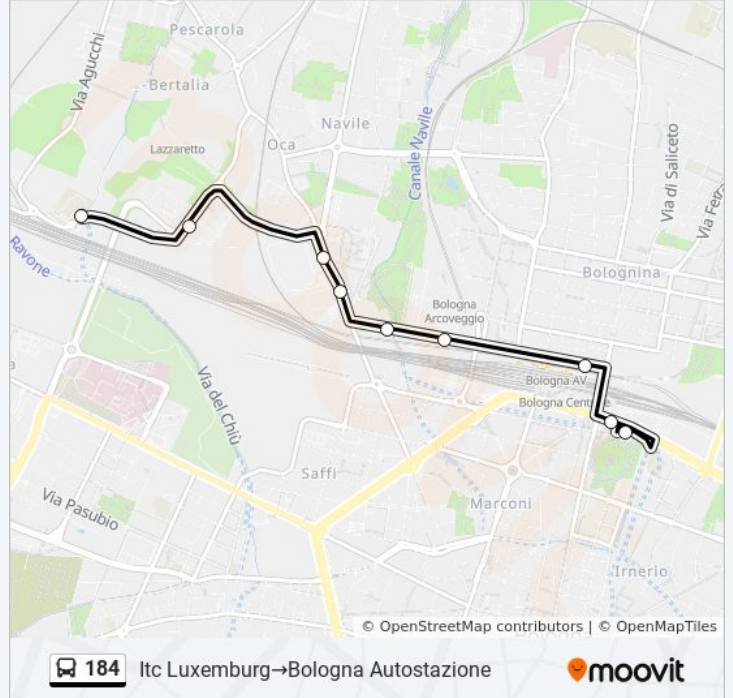 Pescarola
Via Agucchi
Bertalia
Navile
Lazzaretto
Oca
Canale Navile
Via di Saliceto
Via Ferra
Ravone
Bolognina
Bologna
Arcoveggio
a
Bologna AV
Bologna Centrale
Via del Chiù
Saffi
Marconi
Via Pasubio
Irnerio
© OpenStreetMap contributors | © OpenMapTiles
184 Itc Luxemburg→Bologna Autostazione
moovit